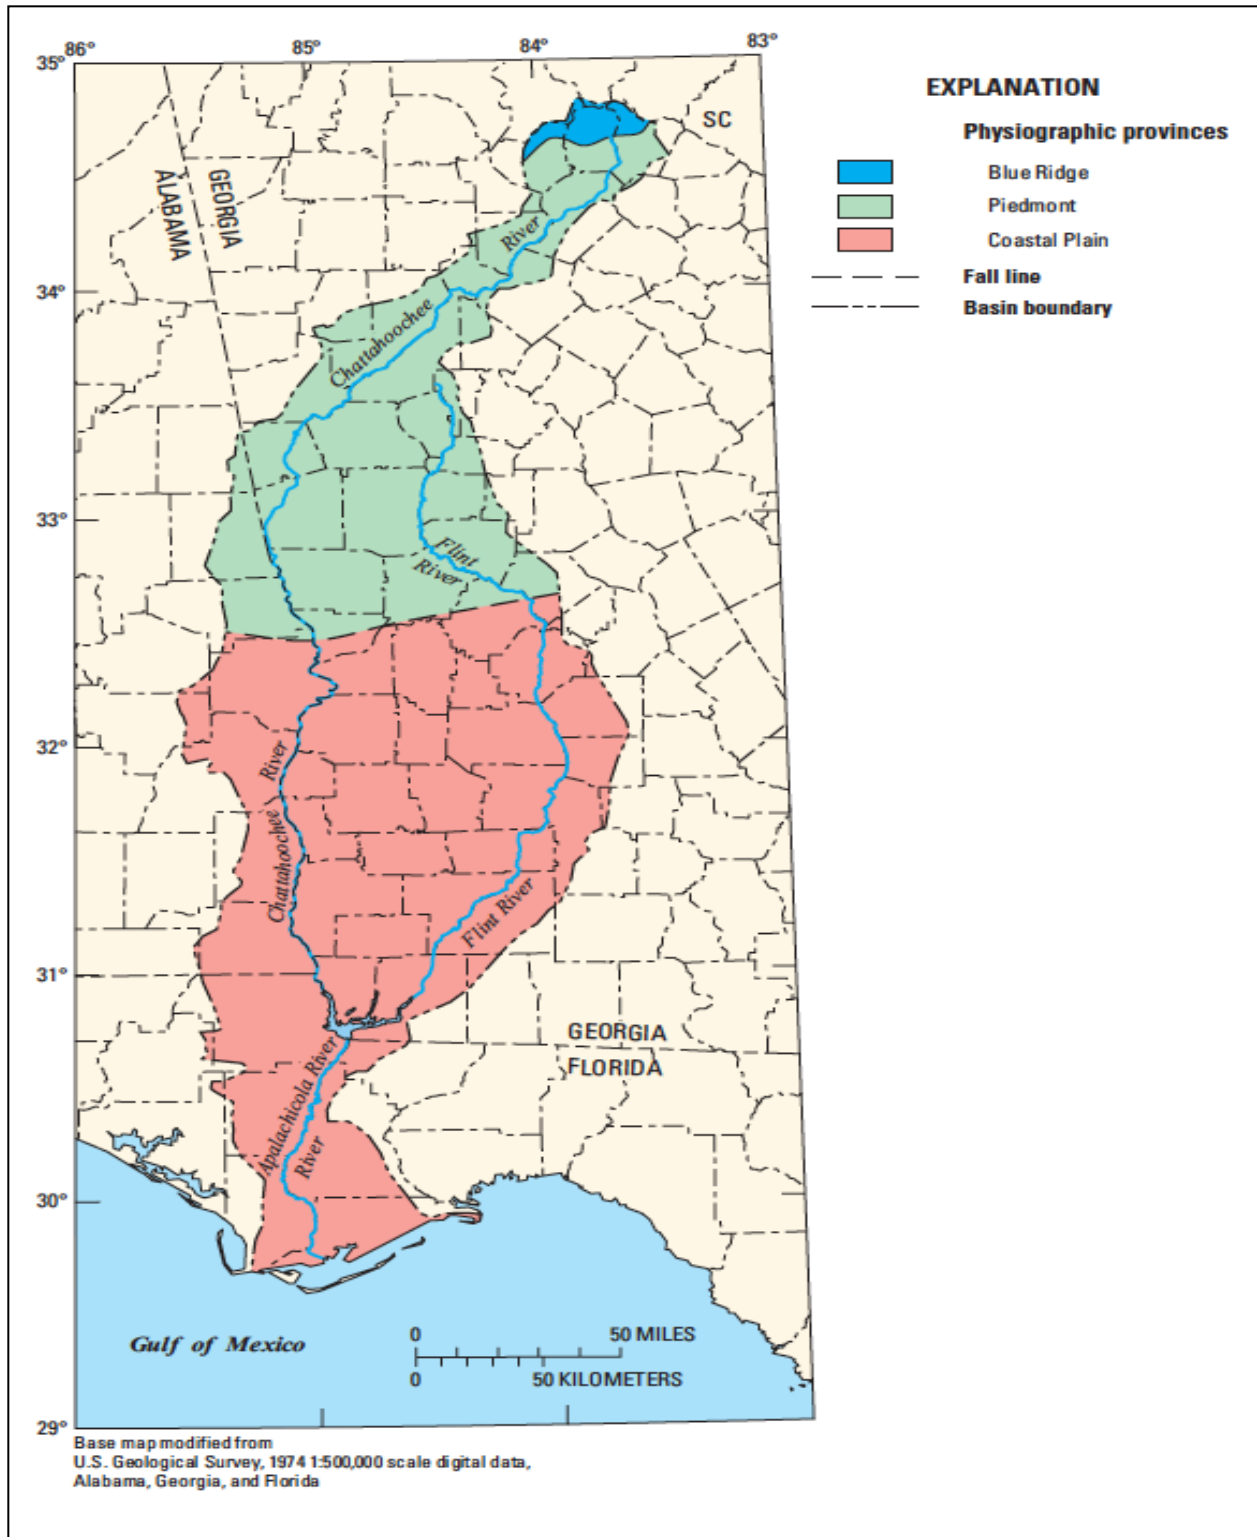 86°
85°
84°
83°
35°
EXPLANATION
Physiographic provinces
SC
Blue Ridge
Piedmont
Coastal Plain
ALABAMA
GEORGIA
River
34°
Fall line
Basin boundary
Chattahoochee
33°
Flint
River
32°
River
Chattahoochee
Flint River
31°
GEORGIA
FLORIDA
Apalachicola River
River
30°
Gulf of Mexico
0 50 MILES
0 50 KILOMETERS
29°
Base map modified from
U.S. Geological Survey, 1974 1:500,000 scale digital data,
Alabama, Georgia, and Florida